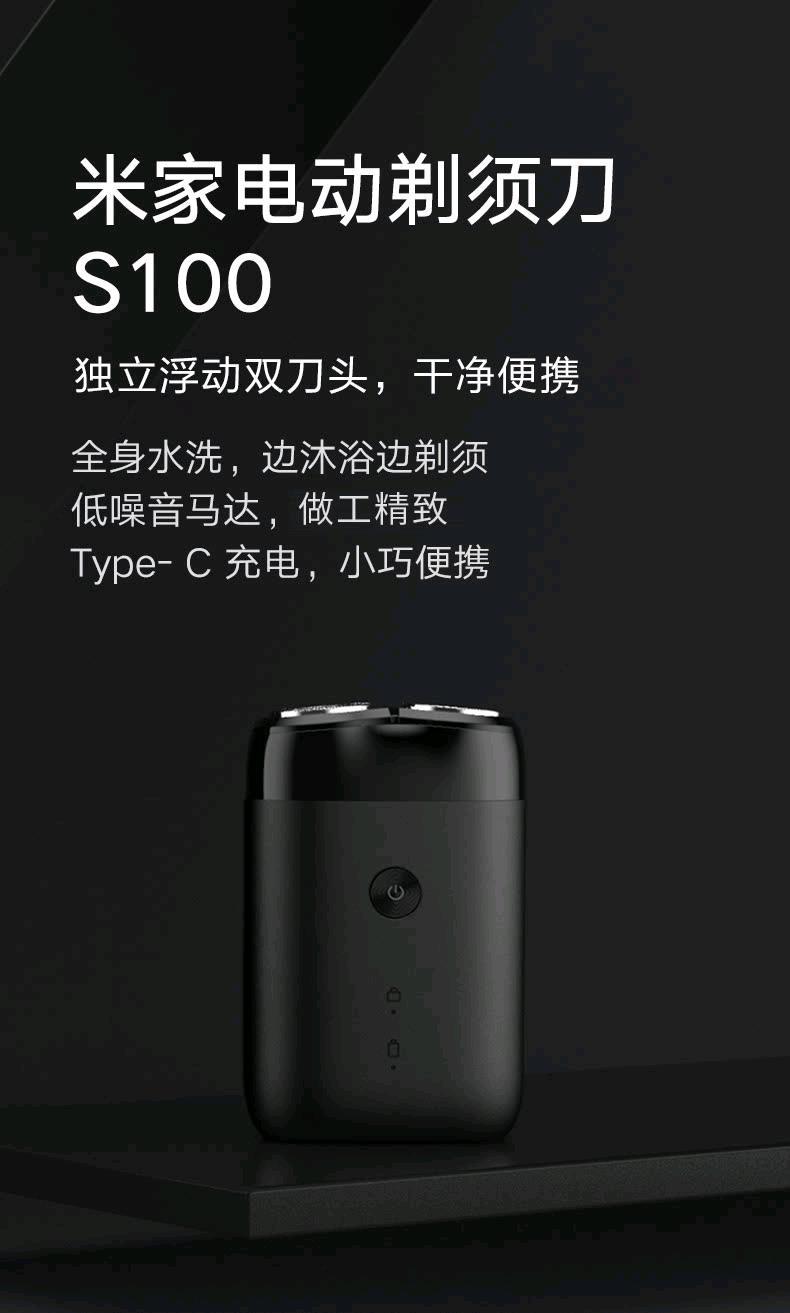 米家电动剃须刀
S100
独立浮动双刀头，干净便携
全身水洗，边沐浴边剃须
低噪音马达，做工精致
Type- C 充电，小巧便携